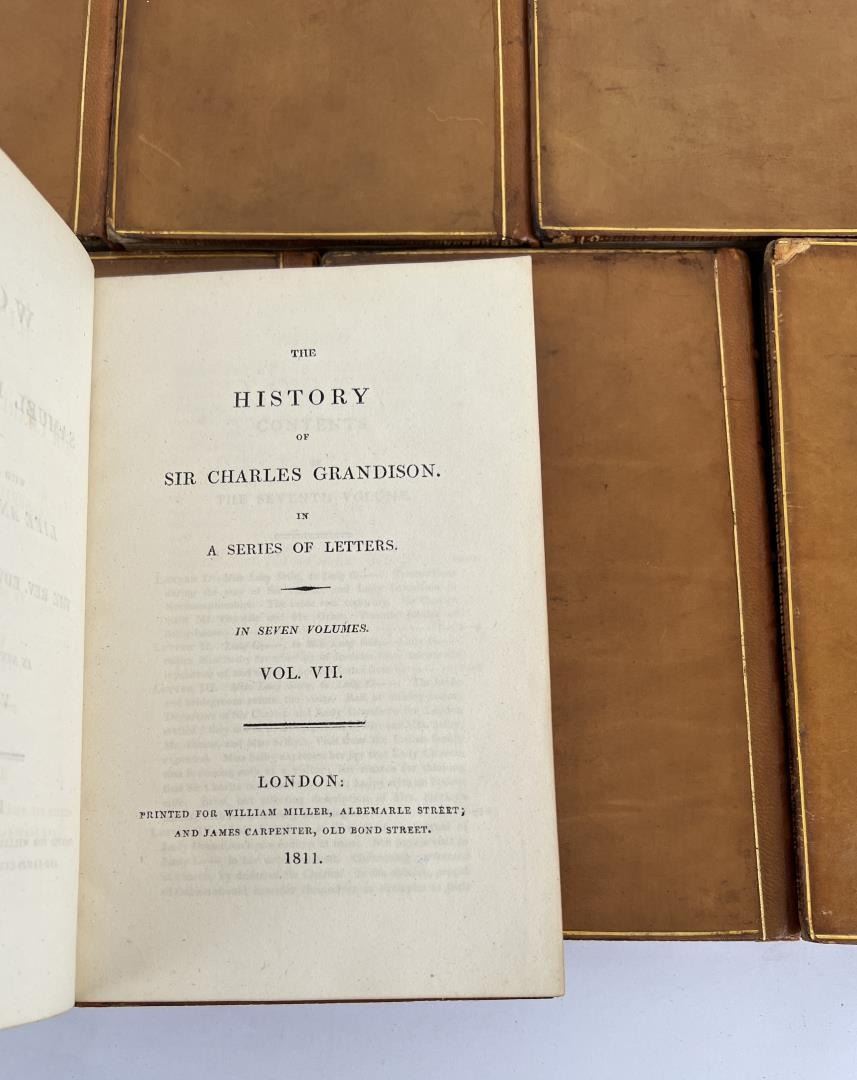 THE
HISTORY
OF
SIR CHARLES GRANDISON.
IN
A SERIES OF LETTERS.
IN SEVEN VOLUMES.
VOL. VII.
LONDON:
PRINTED FOR WILLIAM MILLER, ALBEMARLE STREET;
AND JAMES CARPENTER, OLD BOND STREET.
1811.